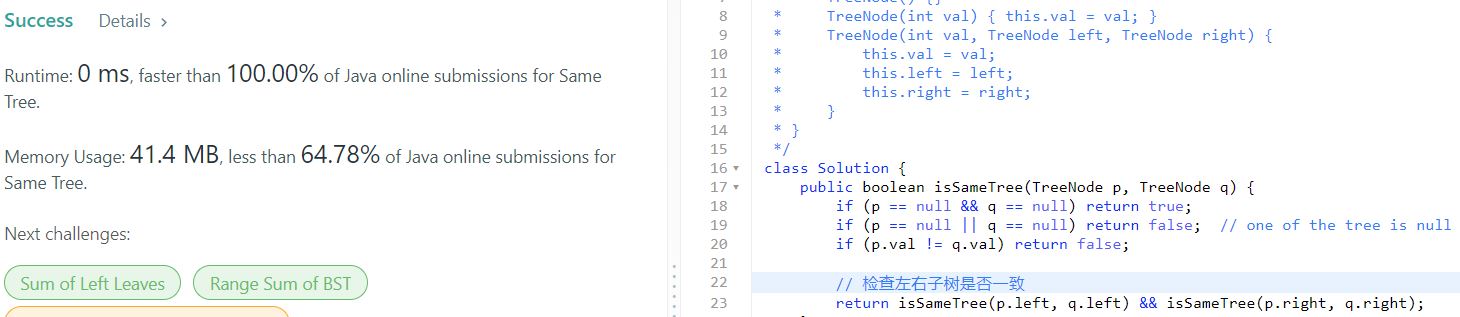 Success Details >
Runtime: 0 ms, faster than 100.00% of Java online submissions for Same
Tree.
Memory Usage: 41.4 MB, less than 64.78% of Java online submissions for
Same Tree.
Next challenges:
Sum of Left Leaves Range Sum of BST
8 * TreeNode(int val) { this.val = val; }
9 * TreeNode(int val, TreeNode left, TreeNode right) {
10 * this.val = val;
11 * this.left = left;
12 * this.right = right;
13 * }
14 * }
15 */
16 class Solution {
17 public boolean isSameTree(TreeNode p, TreeNode q) {
18 if (p == null && q == null) return true;
19 if (p == null || q == null) return false; // one of the tree is null
20 if (p.val != q.val) return false;
21
22 // 检查左右子树是否一致
23 return isSameTree(p.left, q.left) && isSameTree(p.right, q.right);